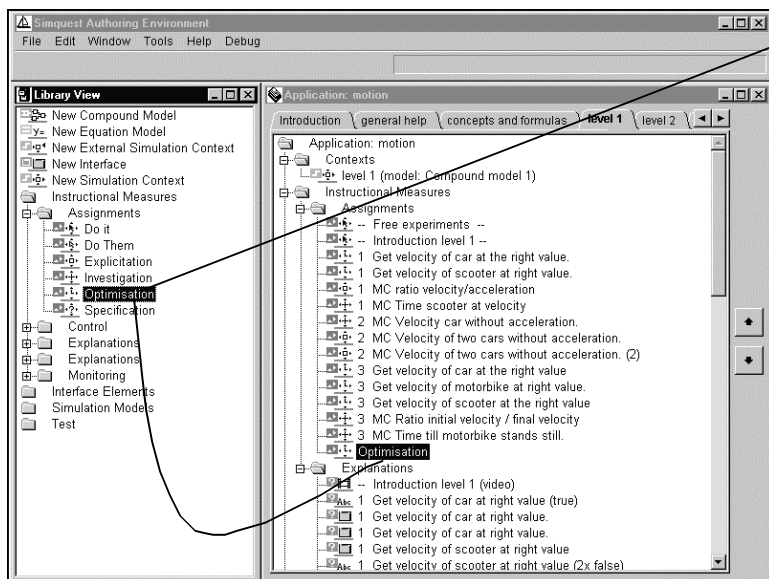 Simquest Authoring Environment
File Edit Window Tools Help Debug
Library View
New Compound Model
y= New Equation Model
New External Simulation Context
New Interface
New Simulation Context
Instructional Measures
Assignments
Do it
Do Them
Explicitation
Investigation
Optimisation
Specification
Control
Explanations
Explanations
Monitoring
Interface Elements
Simulation Models
Test
Application: motion
Introduction general help concepts and formulas level 1 level 2
Application: motion
Contexts
level 1 (model: Compound model 1)
Instructional Measures
Assignments
-- Free experiments --
-- Introduction level 1 --
1 Get velocity of car at the right value.
1 Get velocity of scooter at right value.
1 MC ratio velocity/acceleration
1 MC Time scooter at velocity
2 MC Velocity car without acceleration.
2 MC Velocity of two cars without acceleration.
2 MC Velocity of two cars without acceleration. (2)
3 Get velocity of car at the right value
3 Get velocity of motorbike at right value.
3 Get velocity of scooter at the right value
3 MC Ratio initial velocity / final velocity
3 MC Time till motorbike stands still.
Optimisation
Explanations
-- Introduction level 1 (video)
Abc 1 Get velocity of car at right value (true)
1 Get velocity of car at right value.
1 Get velocity of car at right value.
1 Get velocity of scooter at right value
Abc 1 Get velocity of scooter at right value (2x false)